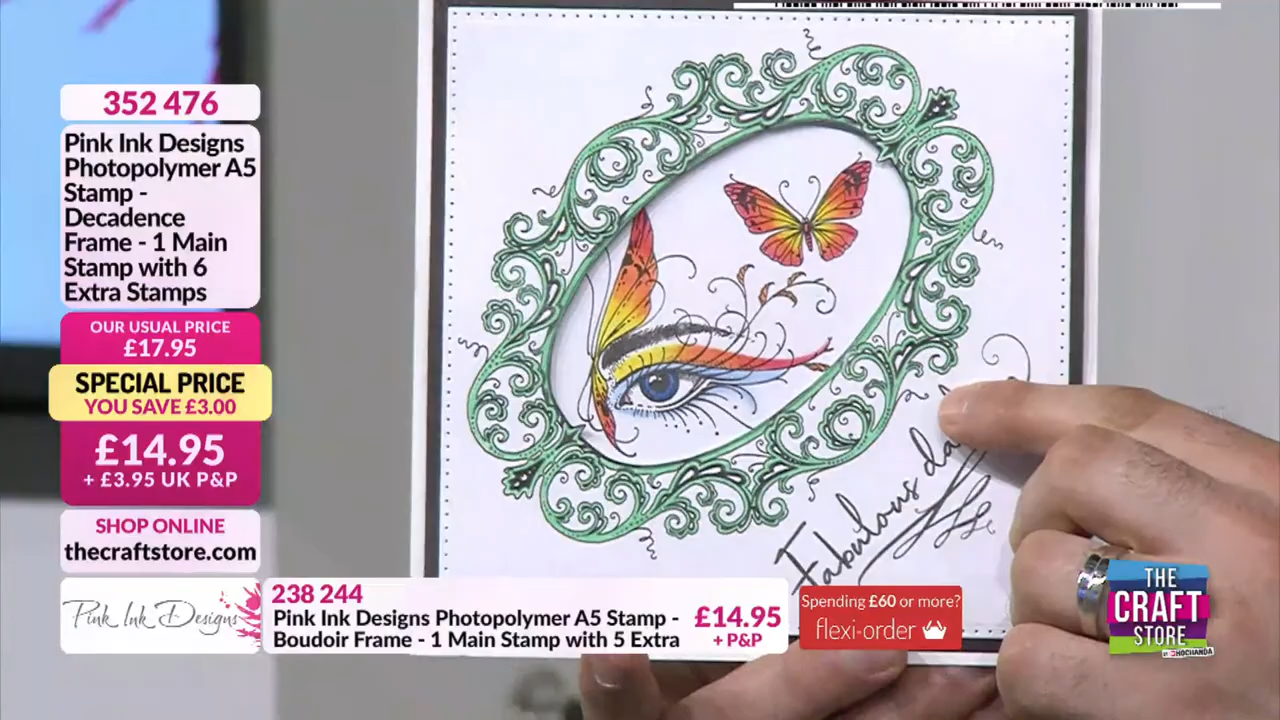 352 476
Pink Ink Designs
Photopolymer A5
Stamp -
Decadence
Frame - 1 Main
Stamp with 6
Extra Stamps
OUR USUAL PRICE
£17.95
SPECIAL PRICE
YOU SAVE £3.00
£14.95
+ £3.95 UK P&P
SHOP ONLINE
thecraftstore.com
Pink Ink Designs
238 244
Pink Ink Designs Photopolymer A5 Stamp -
Boudoir Frame - 1 Main Stamp with 5 Extra
£14.95
+ P&P
Spending £60 or more?
flexi-order
Fabulous
THE
CRAFT
STORE
HOCHANDA